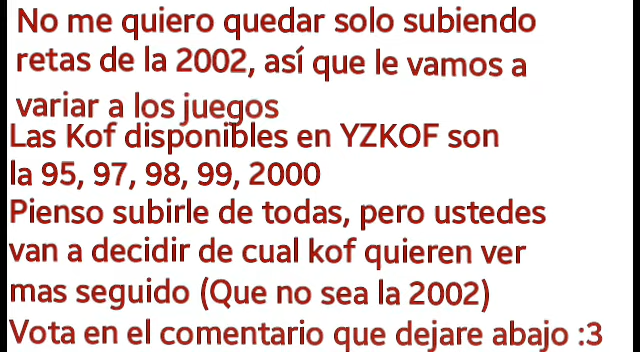 No me quiero quedar solo subiendo
retas de la 2002, así que le vamos a
variar a los juegos
Las Kof disponibles en YZKOF son
la 95, 97, 98, 99, 2000
Pienso subirle de todas, pero ustedes
van a decidir de cual kof quieren ver
mas seguido (Que no sea la 2002)
Vota en el comentario que dejare abajo :3